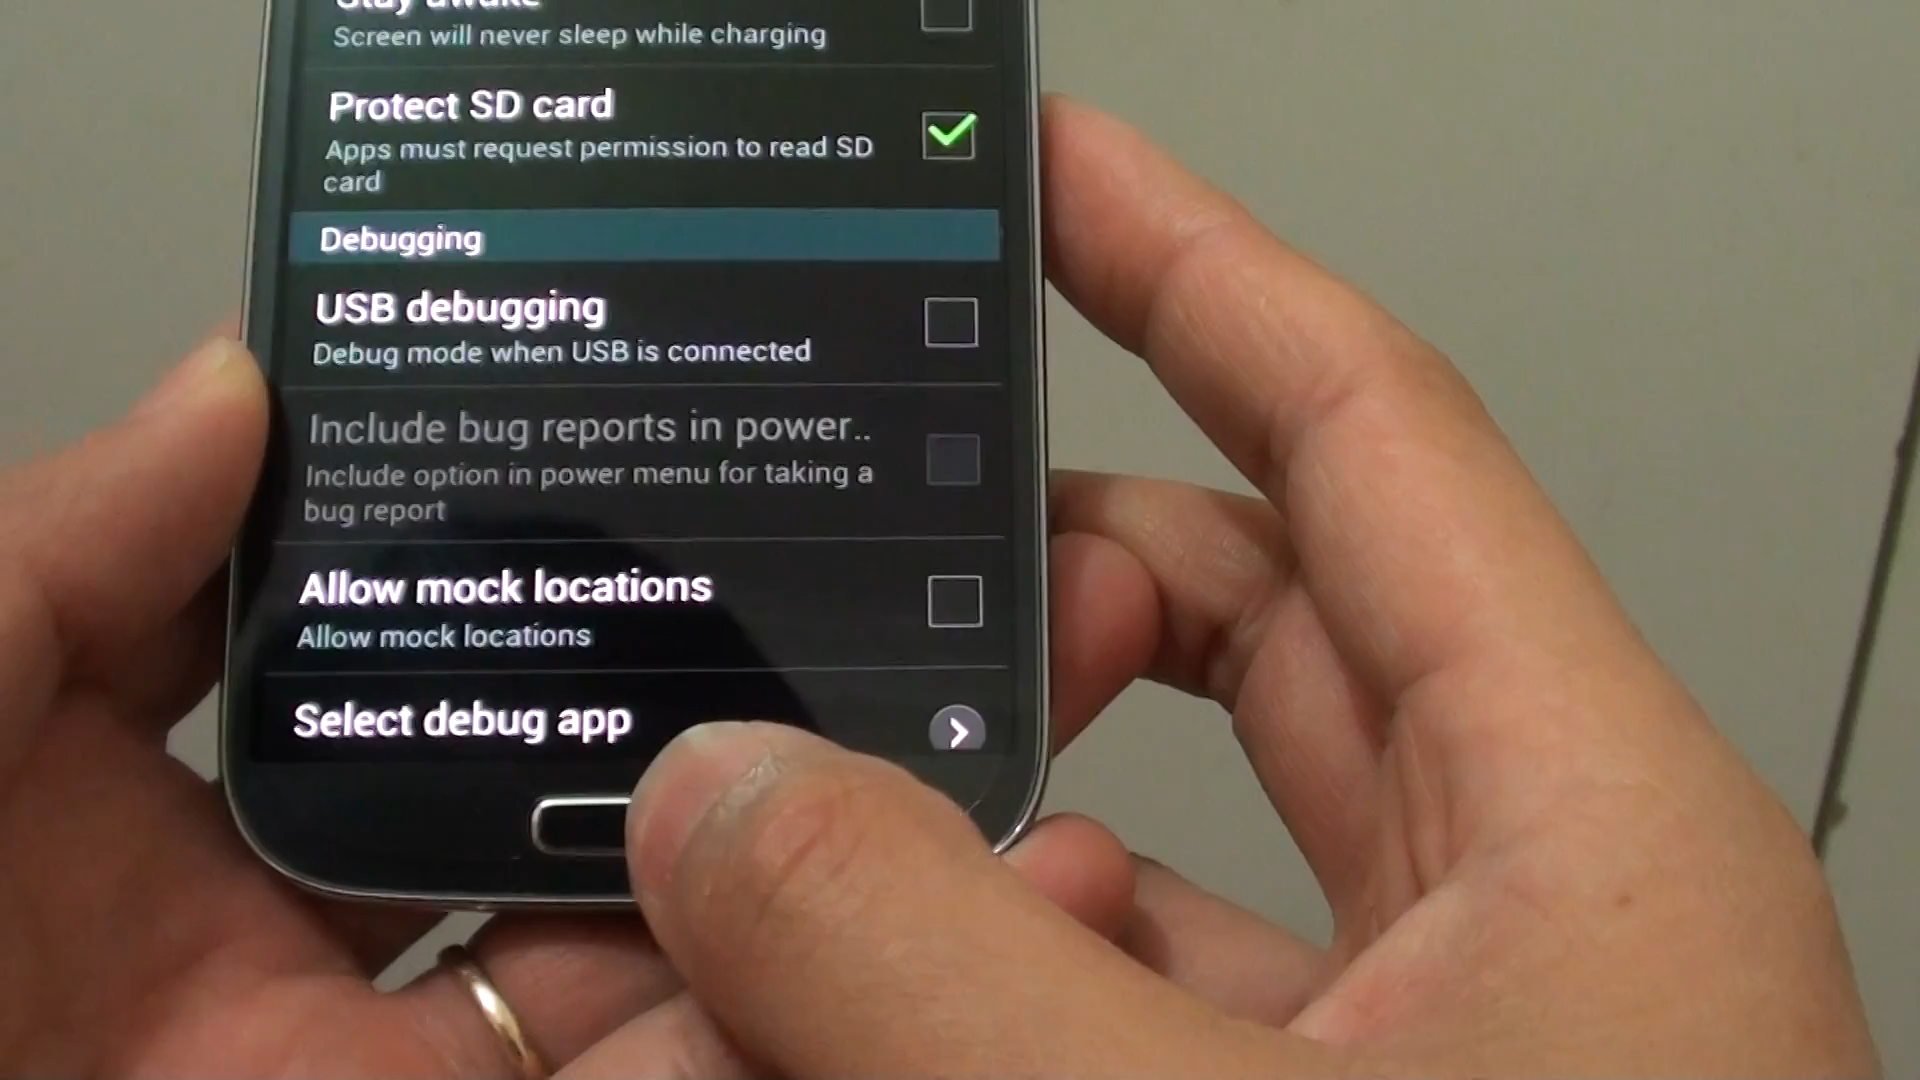 Stay awake
Screen will never sleep while charging
Protect SD card
Apps must request permission to read SD
card
Debugging
USB debugging
Debug mode when USB is connected
Include bug reports in power..
Include option in power menu for taking a
bug report
Allow mock locations
Allow mock locations
Select debug app